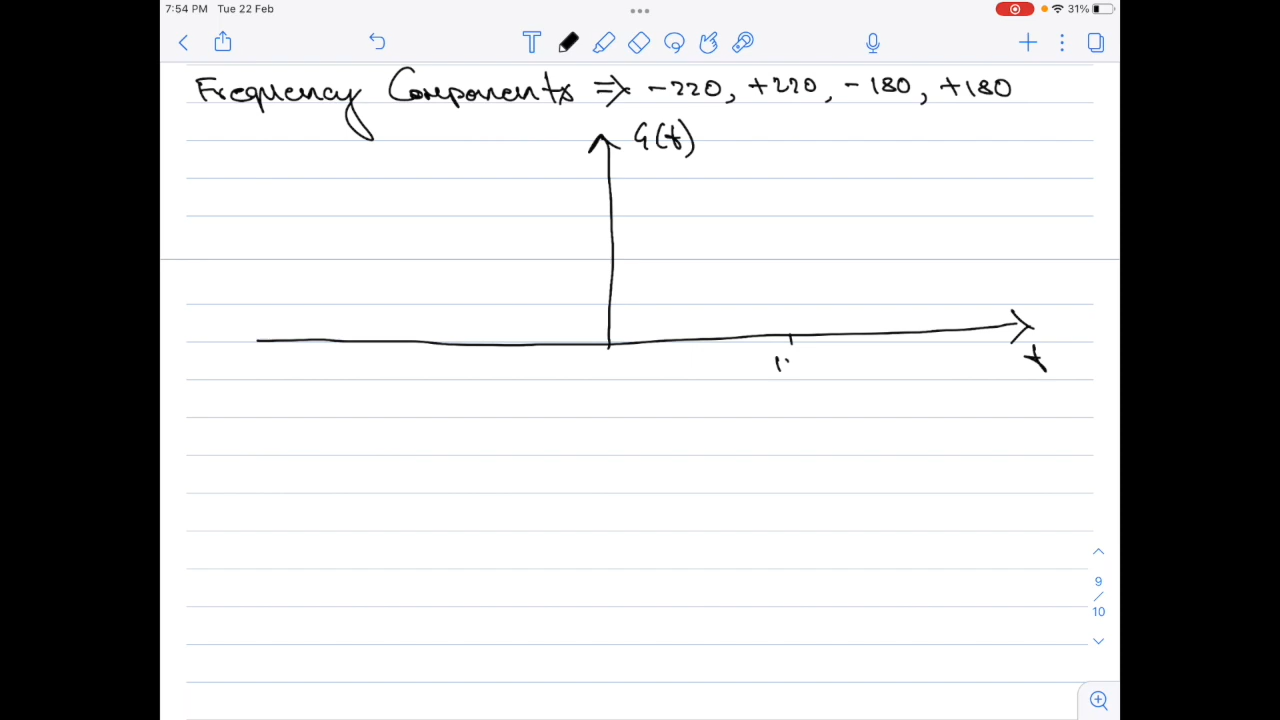 7:54 PM Tue 22 Feb
31%
T
Frequency Components => -220, +220, -180, +180
G(f)
f
9
/
10